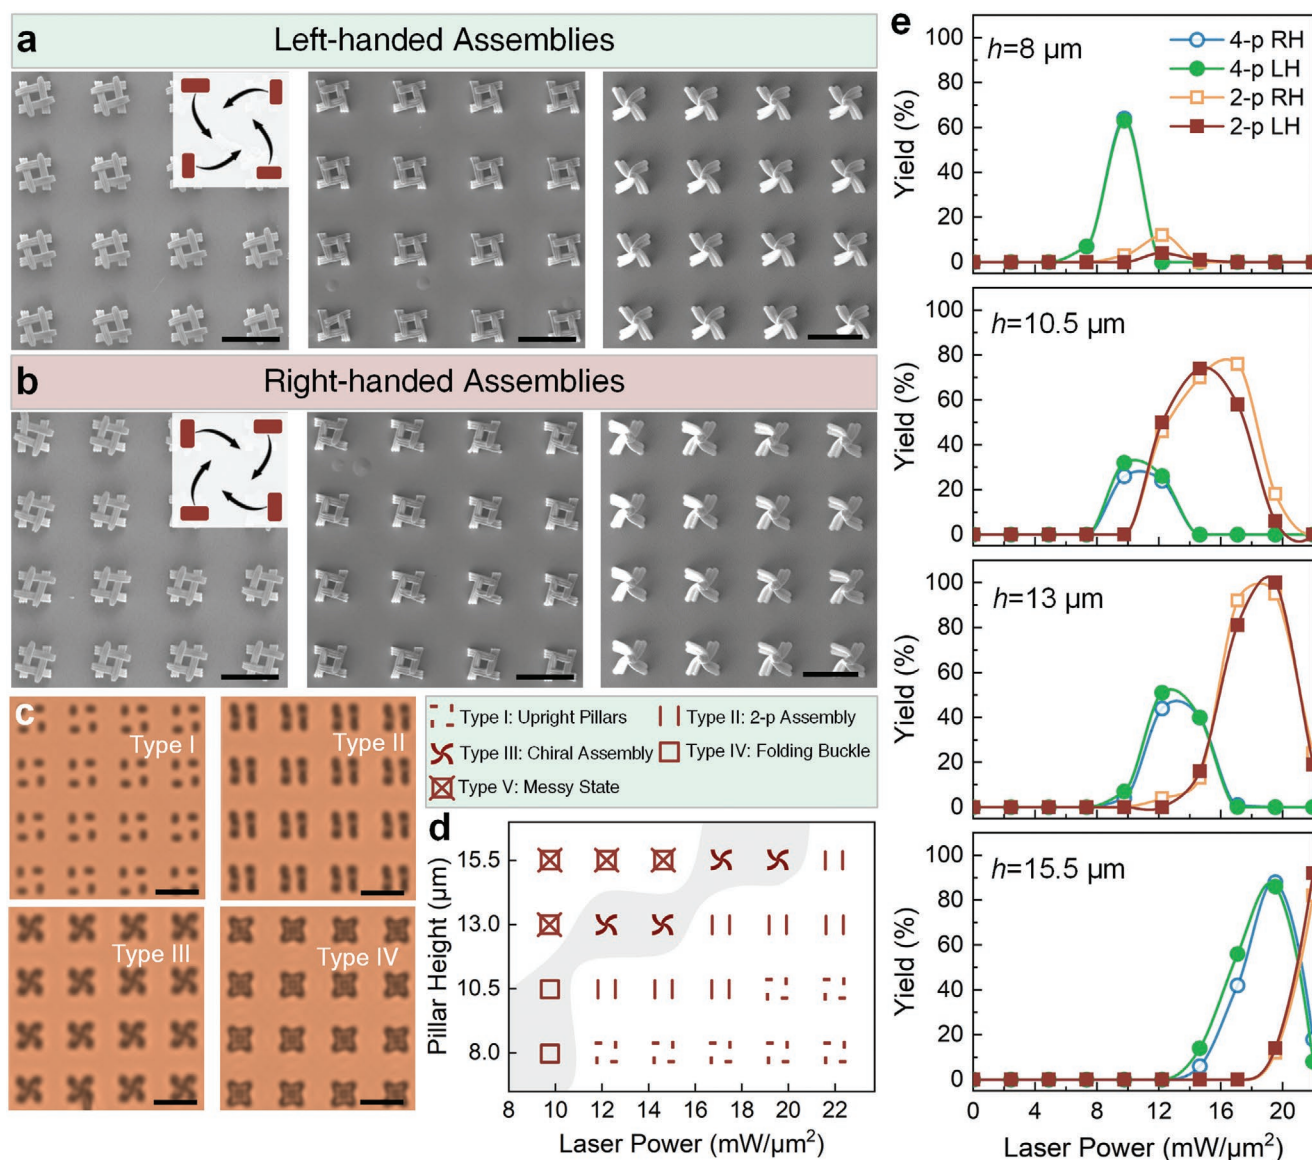 a
Left-handed Assemblies
b
Right-handed Assemblies
c
Type I
Type II
Type III
Type IV
Type I: Upright Pillars
Type II: 2-p Assembly
Type III: Chiral Assembly
Type IV: Folding Buckle
Type V: Messy State
d
Pillar Height (μm)
15.5
13.0
10.5
8.0
8 10 12 14 16 18 20 22
Laser Power (mW/μm²)
e
h=8 μm
4-p RH
4-p LH
2-p RH
2-p LH
Yield (%)
100
80
60
40
20
0
h=10.5 μm
Yield (%)
100
80
60
40
20
0
h=13 μm
Yield (%)
100
80
60
40
20
0
h=15.5 μm
Yield (%)
100
80
60
40
20
0
0 4 8 12 16 20
Laser Power (mW/μm²)